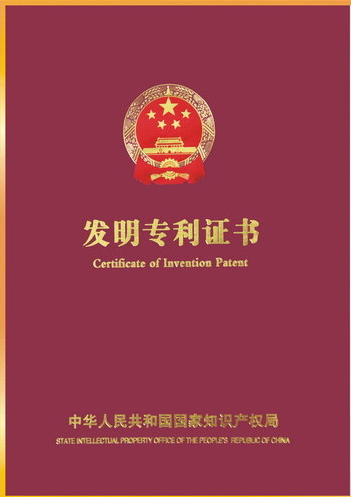 发明专利证书
Certificate of Invention Patent
中华人民共和国国家知识产权局
STATE INTELLECTUAL PROPERTY OFFICE OF THE PEOPLE'S REPUBLIC OF CHINA